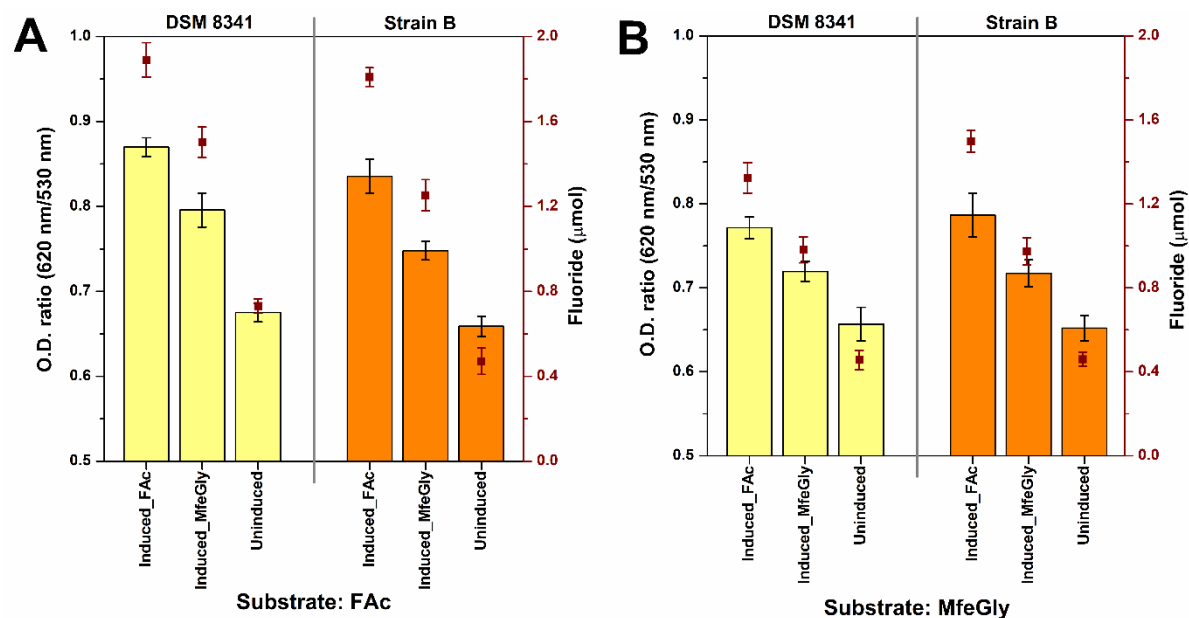 A
DSM 8341
Strain B
O.D. ratio (620 nm/530 nm)
1.0
0.9
0.8
0.7
0.6
0.5
Fluoride (μmol)
2.0
1.6
1.2
0.8
0.4
0.0
Induced_FAc
Induced_MfeGly
Uninduced
Induced_FAc
Induced_MfeGly
Uninduced
Substrate: FAc
B
DSM 8341
Strain B
O.D. ratio (620 nm/530 nm)
1.0
0.9
0.8
0.7
0.6
0.5
Fluoride (μmol)
2.0
1.6
1.2
0.8
0.4
0.0
Induced_FAc
Induced_MfeGly
Uninduced
Induced_FAc
Induced_MfeGly
Uninduced
Substrate: MfeGly